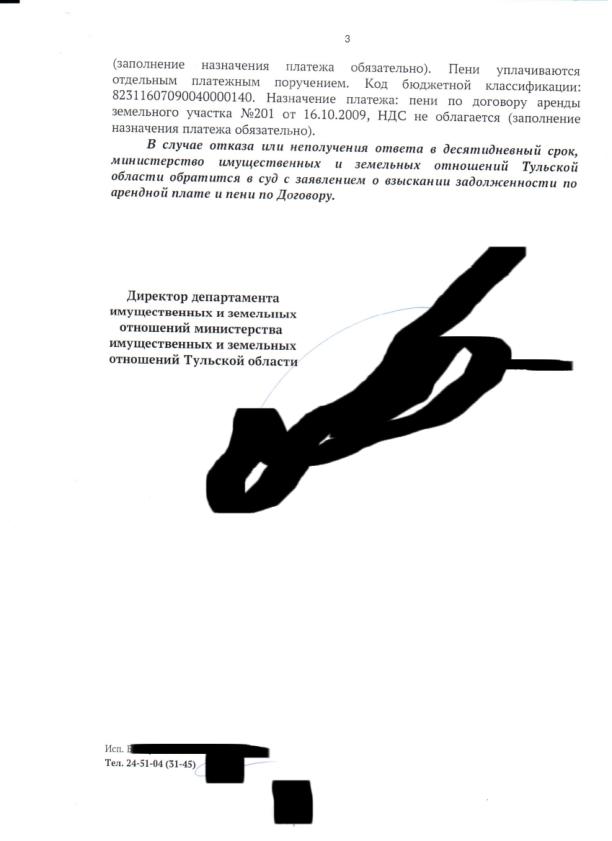 3
(заполнение назначения платежа обязательно). Пени уплачиваются
отдельным платежным поручением. Код бюджетной классификации:
82311607090040000140. Назначение платежа: пени по договору аренды
земельного участка №201 от 16.10.2009, НДС не облагается (заполнение
назначения платежа обязательно).
В случае отказа или неполучения ответа в десятидневный срок,
министерство имущественных и земельных отношений Тульской
области обратится в суд с заявлением о взыскании задолженности по
арендной плате и пени по Договору.
Директор департамента
имущественных и земельных
отношений министерства
имущественных и земельных
отношений Тульской области
Исп.
Тел. 24-51-04 (31-45)